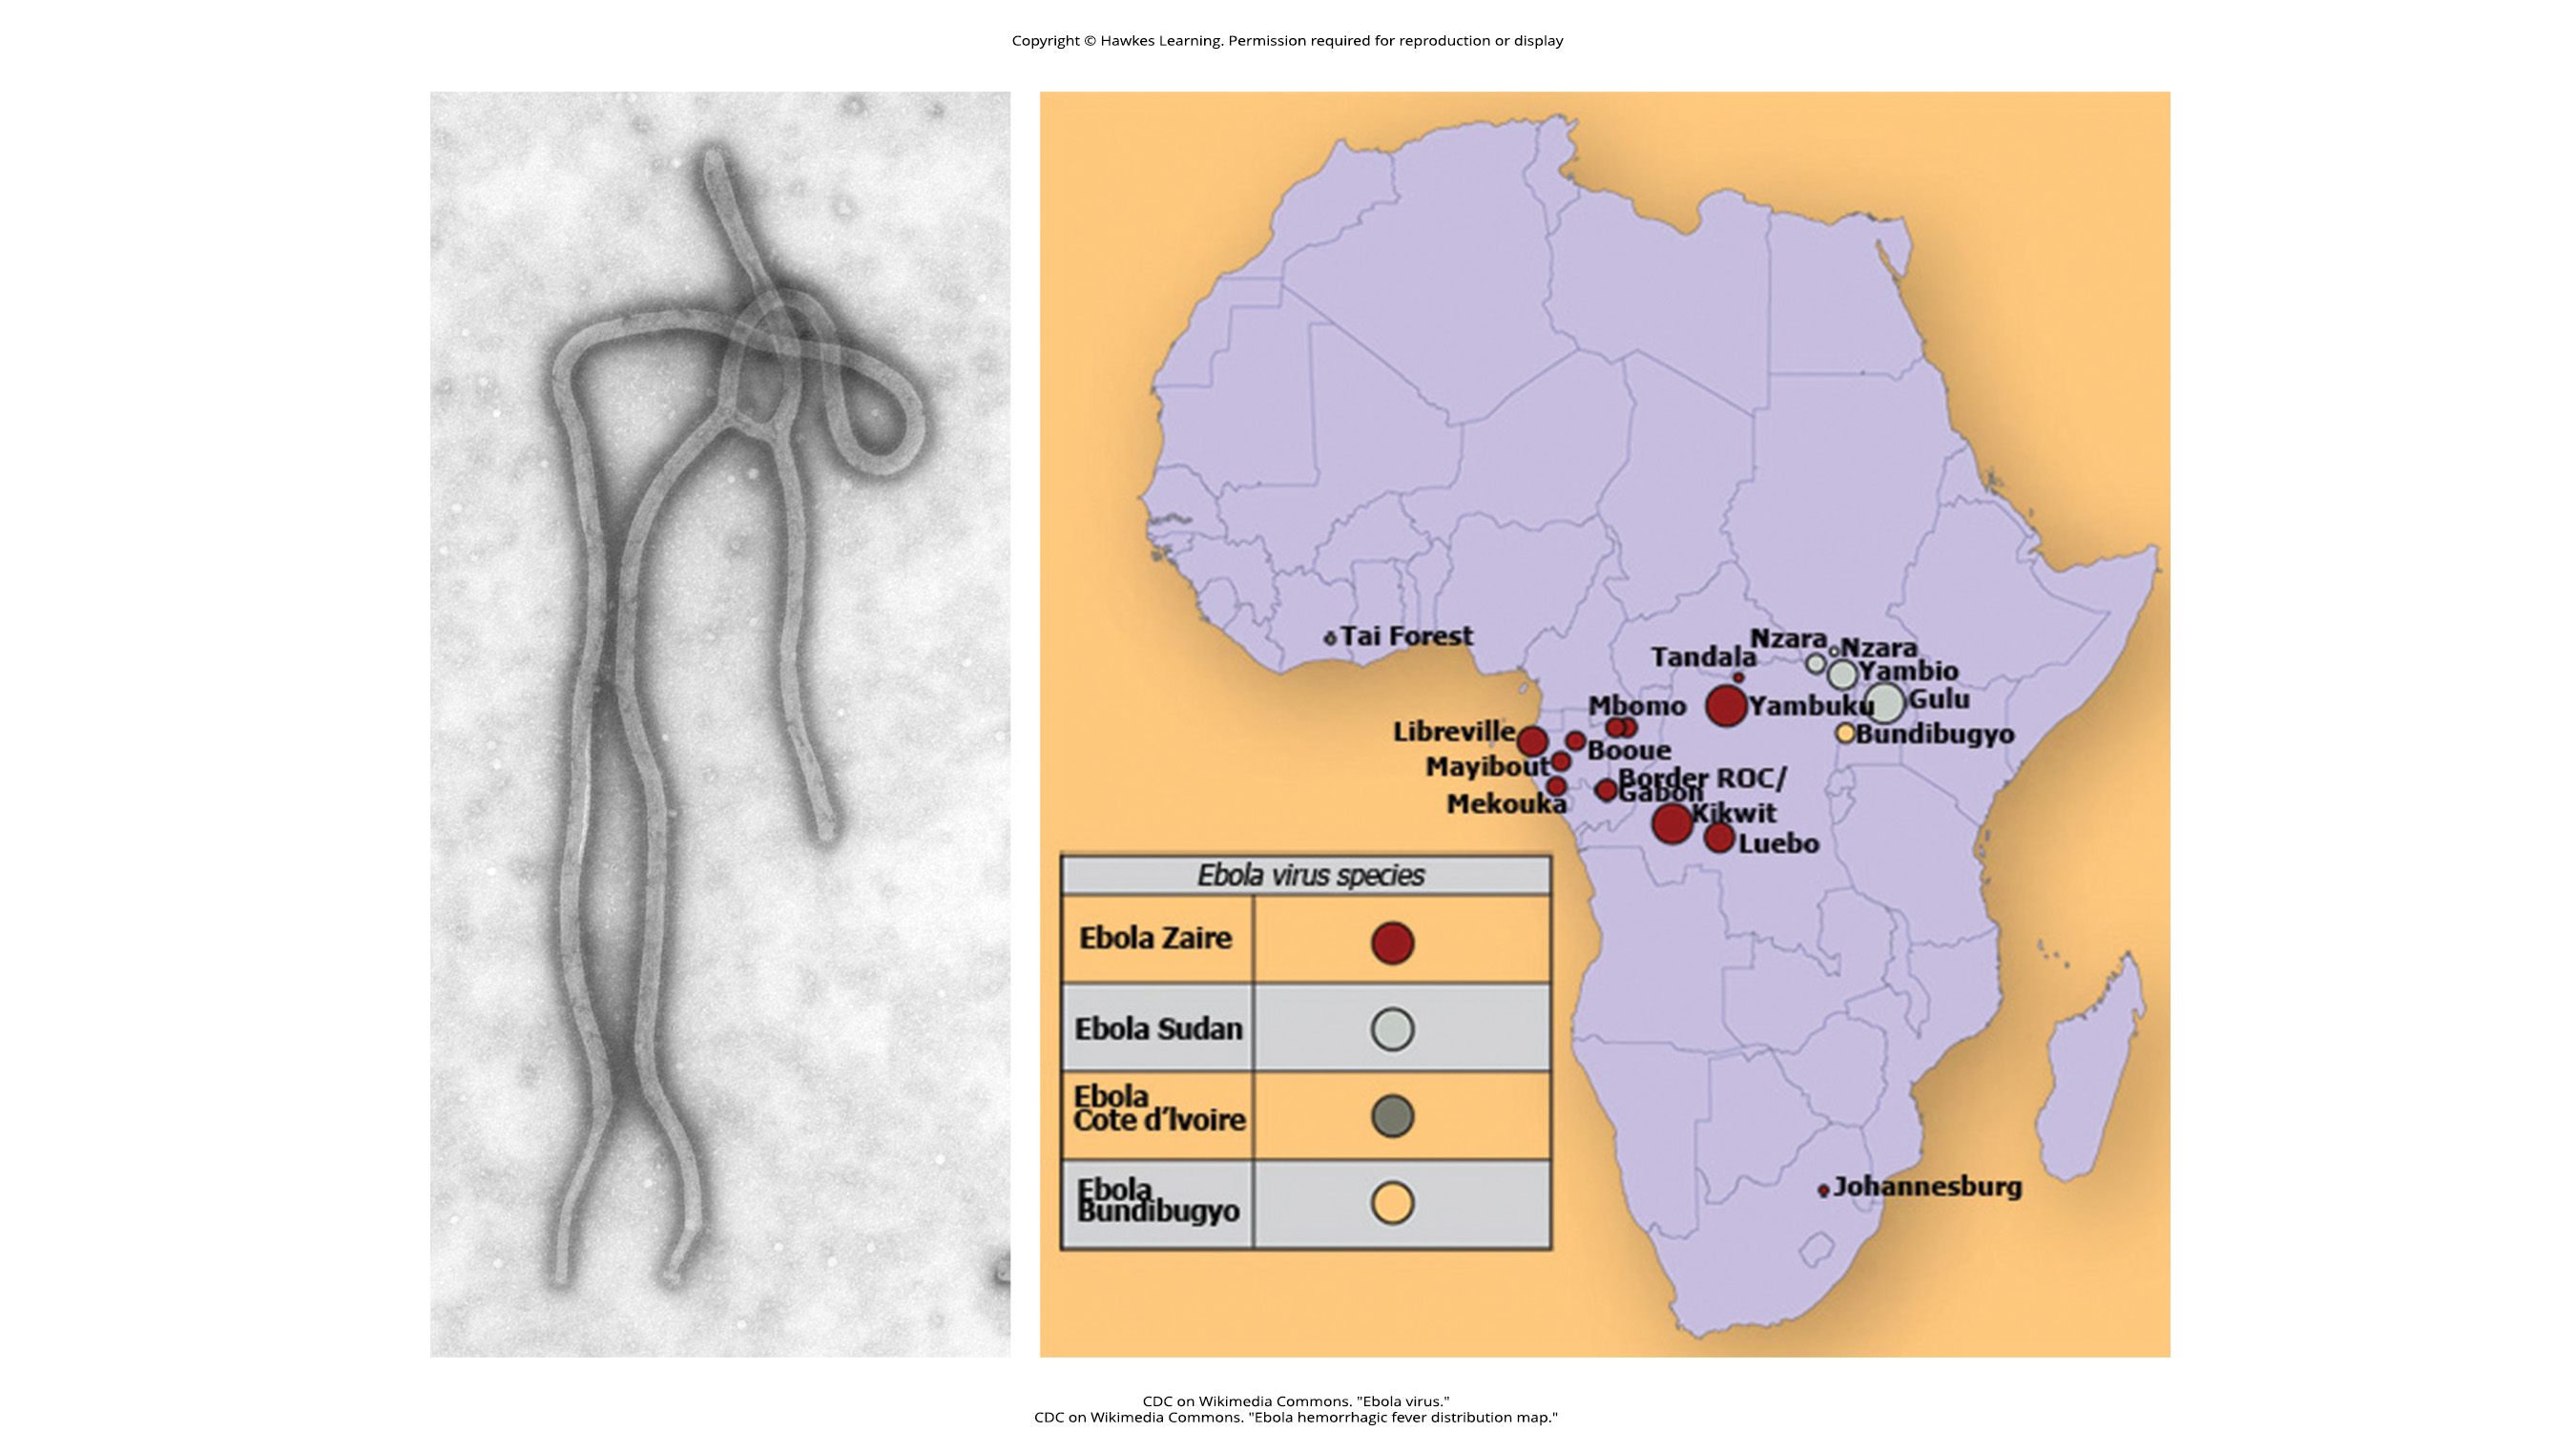 Copyright © Hawkes Learning. Permission required for reproduction or display
Tai Forest
Nzara
Nzara
Tandala
Yambio
Mbomo
Yambuku
Gulu
Libreville
Bundibugyo
Booue
Mayibout
Border ROC/
Gabon
Mekouka
Kikwit
Luebo
Ebola virus species
Ebola Zaire
Ebola Sudan
Ebola
Cote d'Ivoire
Ebola
Bundibugyo
Johannesburg
CDC on Wikimedia Commons. "Ebola virus."
CDC on Wikimedia Commons. "Ebola hemorrhagic fever distribution map."